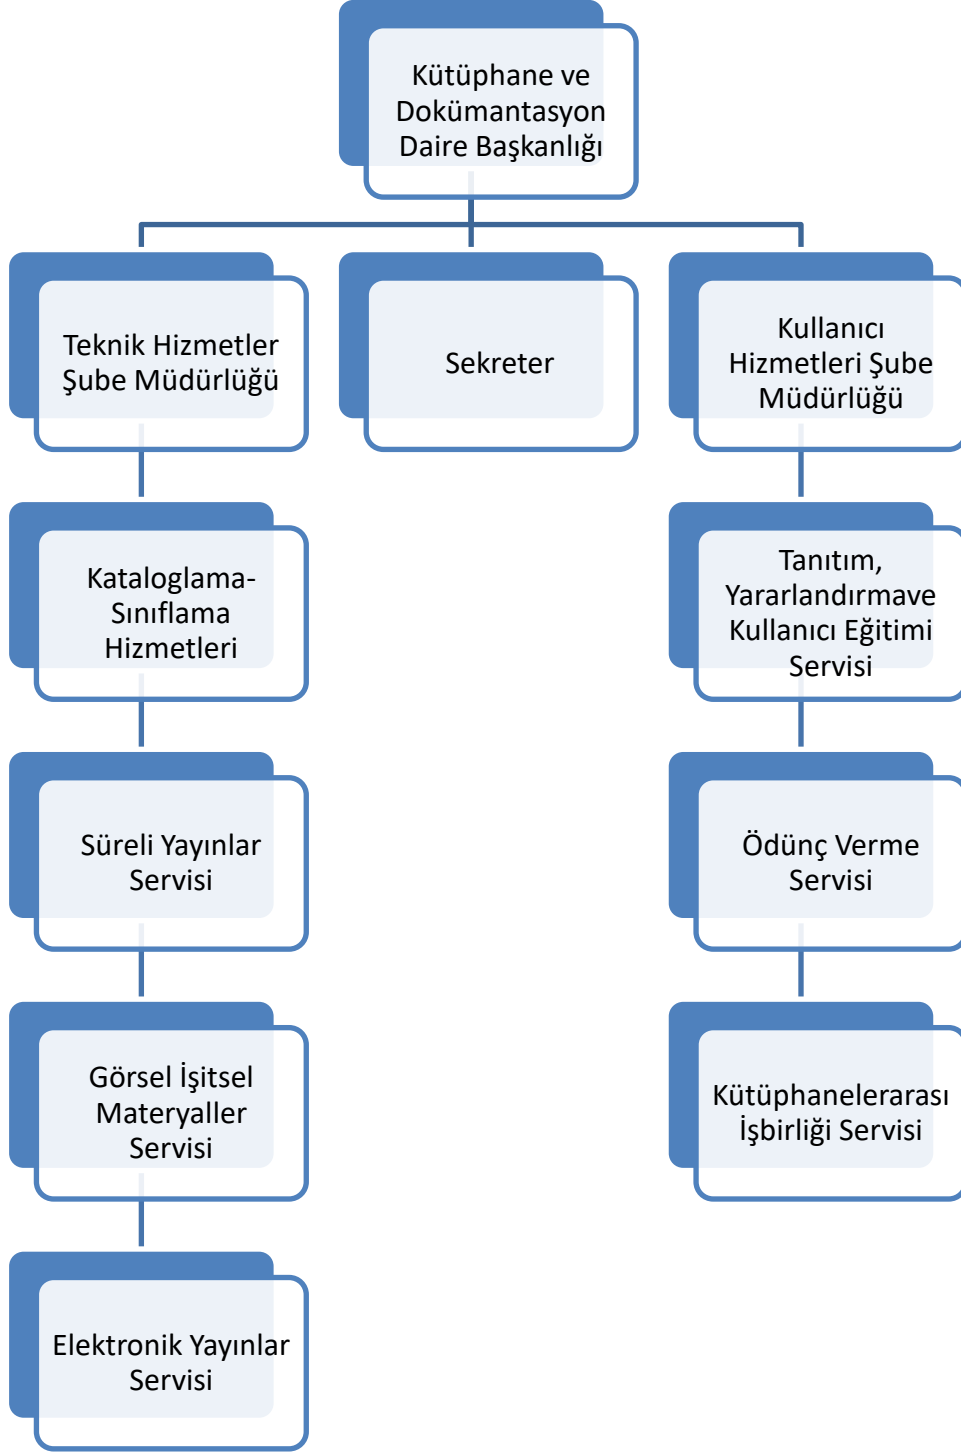 Kütüphane ve
Dokümantasyon
Daire Başkanlığı
Teknik Hizmetler
Şube Müdürlüğü
Sekreter
Kullanıcı
Hizmetleri Şube
Müdürlüğü
Kataloglama-
Sınıflama
Hizmetleri
Tanıtım,
Yararlandırmave
Kullanıcı Eğitimi
Servisi
Süreli Yayınlar
Servisi
Ödünç Verme
Servisi
Görsel İşitsel
Materyaller
Servisi
Kütüphanelerarası
İşbirliği Servisi
Elektronik Yayınlar
Servisi